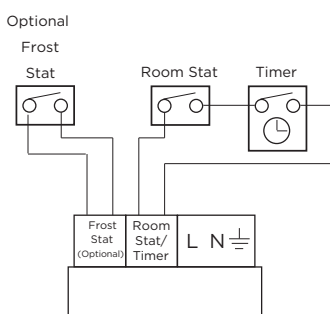 Optional
Frost
Stat
Room Stat
Timer
Frost
Stat
(Optional)
Room
Stat/
Timer
L N